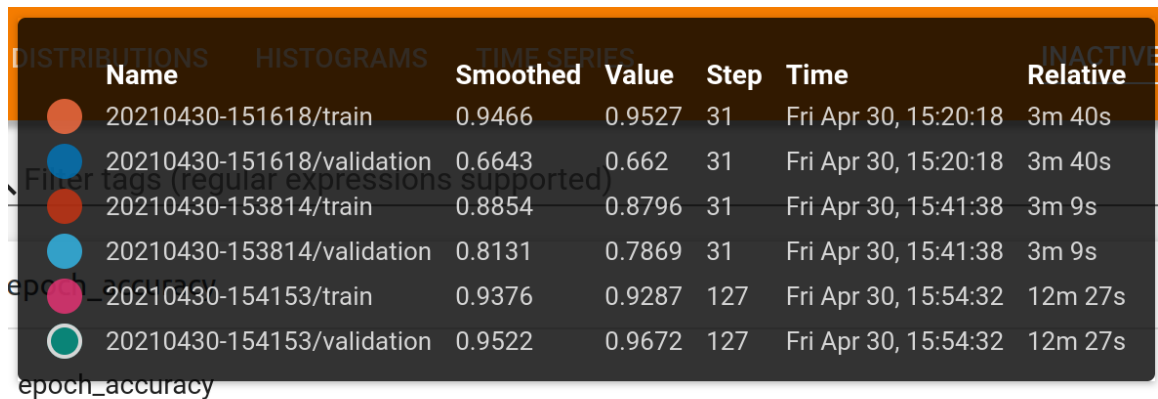 DISTRIBUTIONS HISTOGRAMS TIME SERIES INACTIVE
Name Smoothed Value Step Time Relative
20210430-151618/train 0.9466 0.9527 31 Fri Apr 30, 15:20:18 3m 40s
20210430-151618/validation 0.6643 0.662 31 Fri Apr 30, 15:20:18 3m 40s
Filter tags (regular expressions supported)
20210430-153814/train 0.8854 0.8796 31 Fri Apr 30, 15:41:38 3m 9s
20210430-153814/validation 0.8131 0.7869 31 Fri Apr 30, 15:41:38 3m 9s
epoch_accuracy
20210430-154153/train 0.9376 0.9287 127 Fri Apr 30, 15:54:32 12m 27s
20210430-154153/validation 0.9522 0.9672 127 Fri Apr 30, 15:54:32 12m 27s
epoch_accuracy